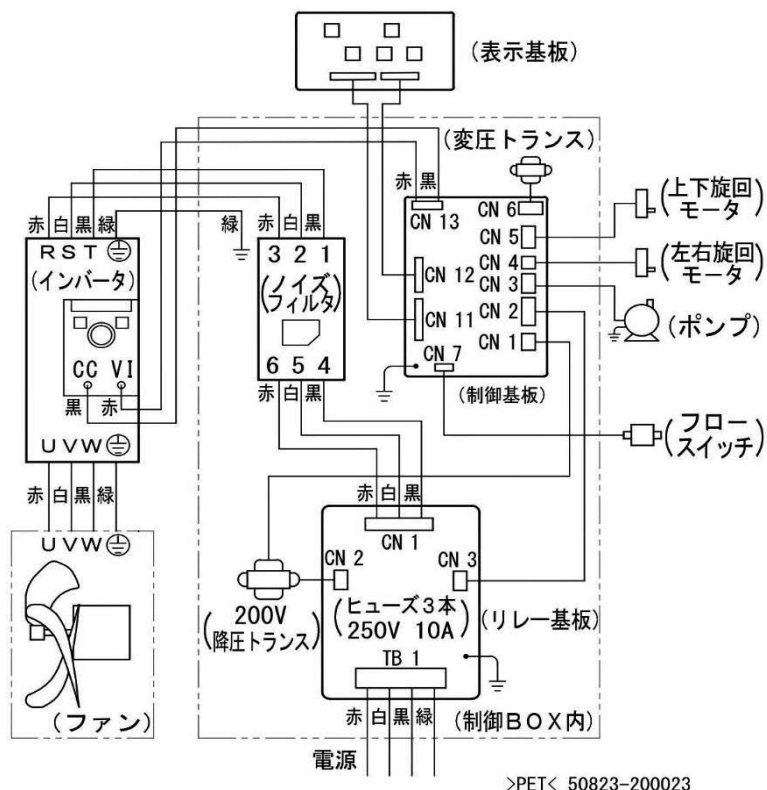 (表示基板)
(変圧トランス)
赤 黒
CN 13
CN 6
CN 5
CN 4
CN 3
CN 2
CN 1
CN 12
CN 11
CN 7
(制御基板)
(上下旋回
モータ)
(左右旋回
モータ)
(ポンプ)
(フロー
スイッチ)
赤 白 黒 緑
緑
R S T
(インバータ)
CC VI
黒 赤
U V W
赤 白 黒 緑
U V W
(ファン)
赤 白 黒
3 2 1
(ノイズ
フィルタ)
6 5 4
赤 白 黒
赤 白 黒
CN 1
CN 2
CN 3
200V
(降圧トランス)
(ヒューズ3本
250V 10A)
(リレー基板)
TB 1
赤 白 黒 緑
(制御BOX内)
電源
>PET< 50823-200023